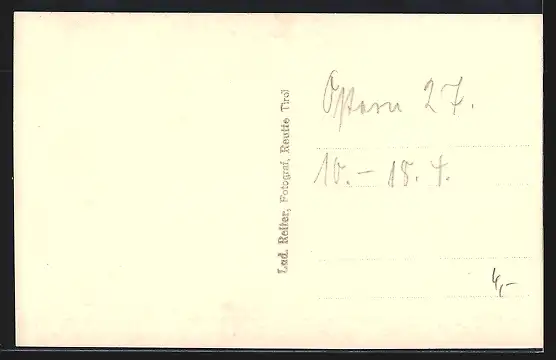 Lud. Reiter, Fotograf, Reutte Tirol
Ostern 27.
10. - 18. 4.
4,-